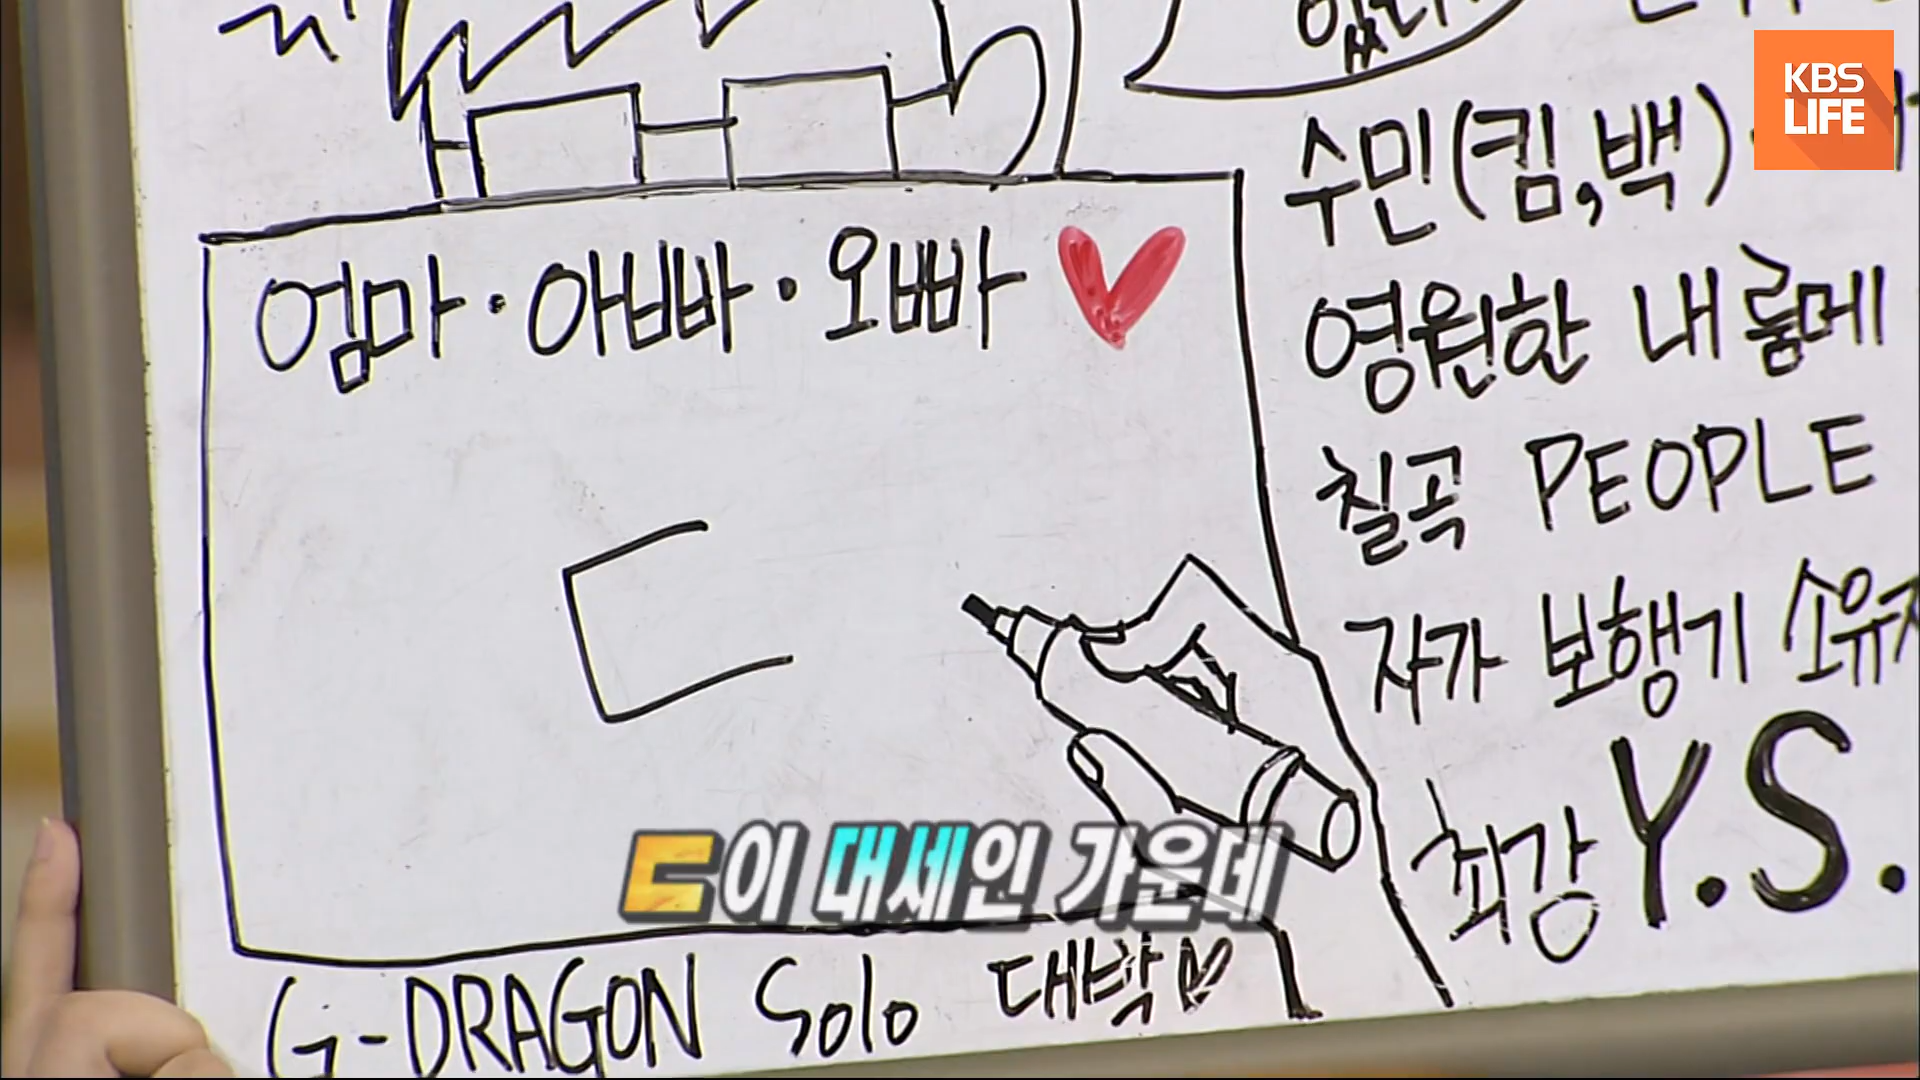 KBS
LIFE
수민(킴,백)
엄마·아빠·오빠
영원한 내 룸메
칠곡 PEOPLE
ㄷ
자가 보행기 소유자
최강 Y.S.
ㄷ이 대세인 가운데
G-DRAGON Solo 대박